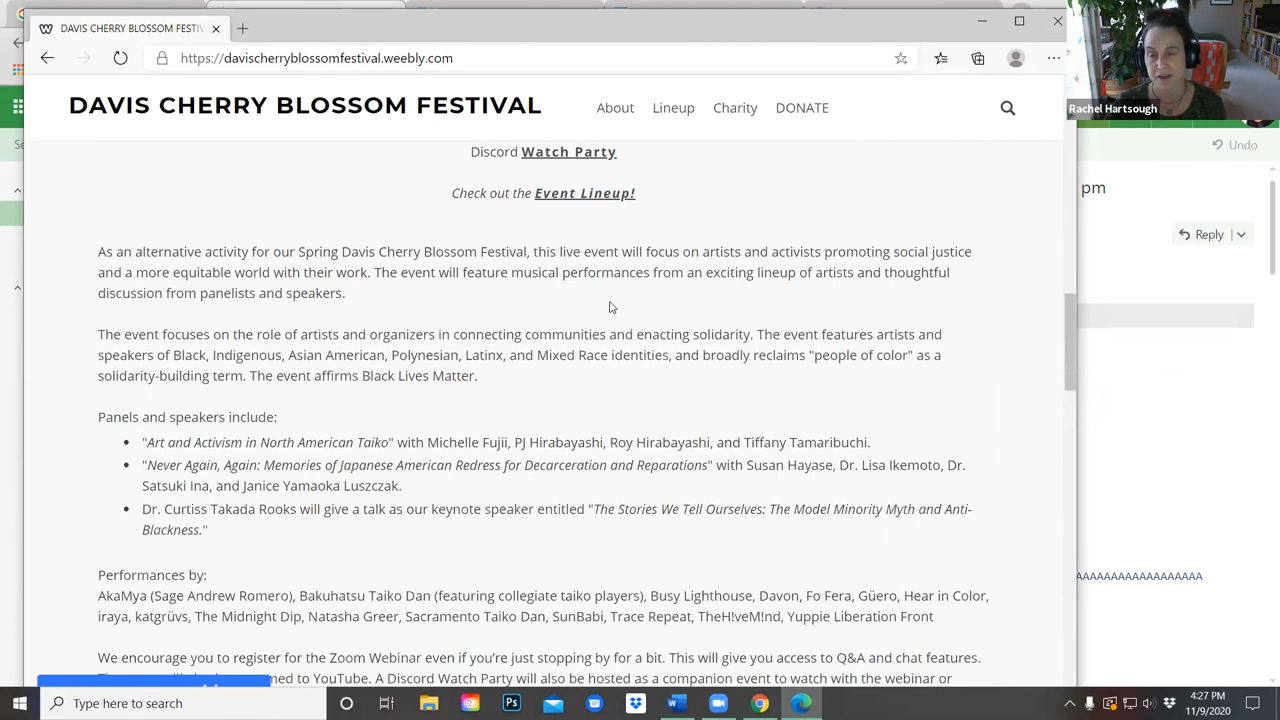 DAVIS CHERRY BLOSSOM FESTIV
https://davischerryblossomfestival.weebly.com
Rachel Hartsough
DAVIS CHERRY BLOSSOM FESTIVAL
About Lineup Charity DONATE
Undo
pm
Reply
Discord Watch Party
Check out the Event Lineup!
As an alternative activity for our Spring Davis Cherry Blossom Festival, this live event will focus on artists and activists promoting social justice
and a more equitable world with their work. The event will feature musical performances from an exciting lineup of artists and thoughtful
discussion from panelists and speakers.
The event focuses on the role of artists and organizers in connecting communities and enacting solidarity. The event features artists and
speakers of Black, Indigenous, Asian American, Polynesian, Latinx, and Mixed Race identities, and broadly reclaims "people of color" as a
solidarity-building term. The event affirms Black Lives Matter.
Panels and speakers include:
"Art and Activism in North American Taiko" with Michelle Fujii, PJ Hirabayashi, Roy Hirabayashi, and Tiffany Tamaribuchi.
"Never Again, Again: Memories of Japanese American Redress for Decarceration and Reparations" with Susan Hayase, Dr. Lisa Ikemoto, Dr.
Satsuki Ina, and Janice Yamaoka Luszczak.
Dr. Curtiss Takada Rooks will give a talk as our keynote speaker entitled "The Stories We Tell Ourselves: The Model Minority Myth and Anti-
Blackness."
Performances by:
AkaMya (Sage Andrew Romero), Bakuhatsu Taiko Dan (featuring collegiate taiko players), Busy Lighthouse, Davon, Fo Fera, Güero, Hear in Color,
iraya, katgrüvs, The Midnight Dip, Natasha Greer, Sacramento Taiko Dan, SunBabi, Trace Repeat, TheH!veM!nd, Yuppie Liberation Front
We encourage you to register for the Zoom Webinar even if you're just stopping by for a bit. This will give you access to Q&A and chat features.
med to YouTube. A Discord Watch Party will also be hosted as a companion event to watch with the webinar or
Type here to search
4:27 PM
11/9/2020